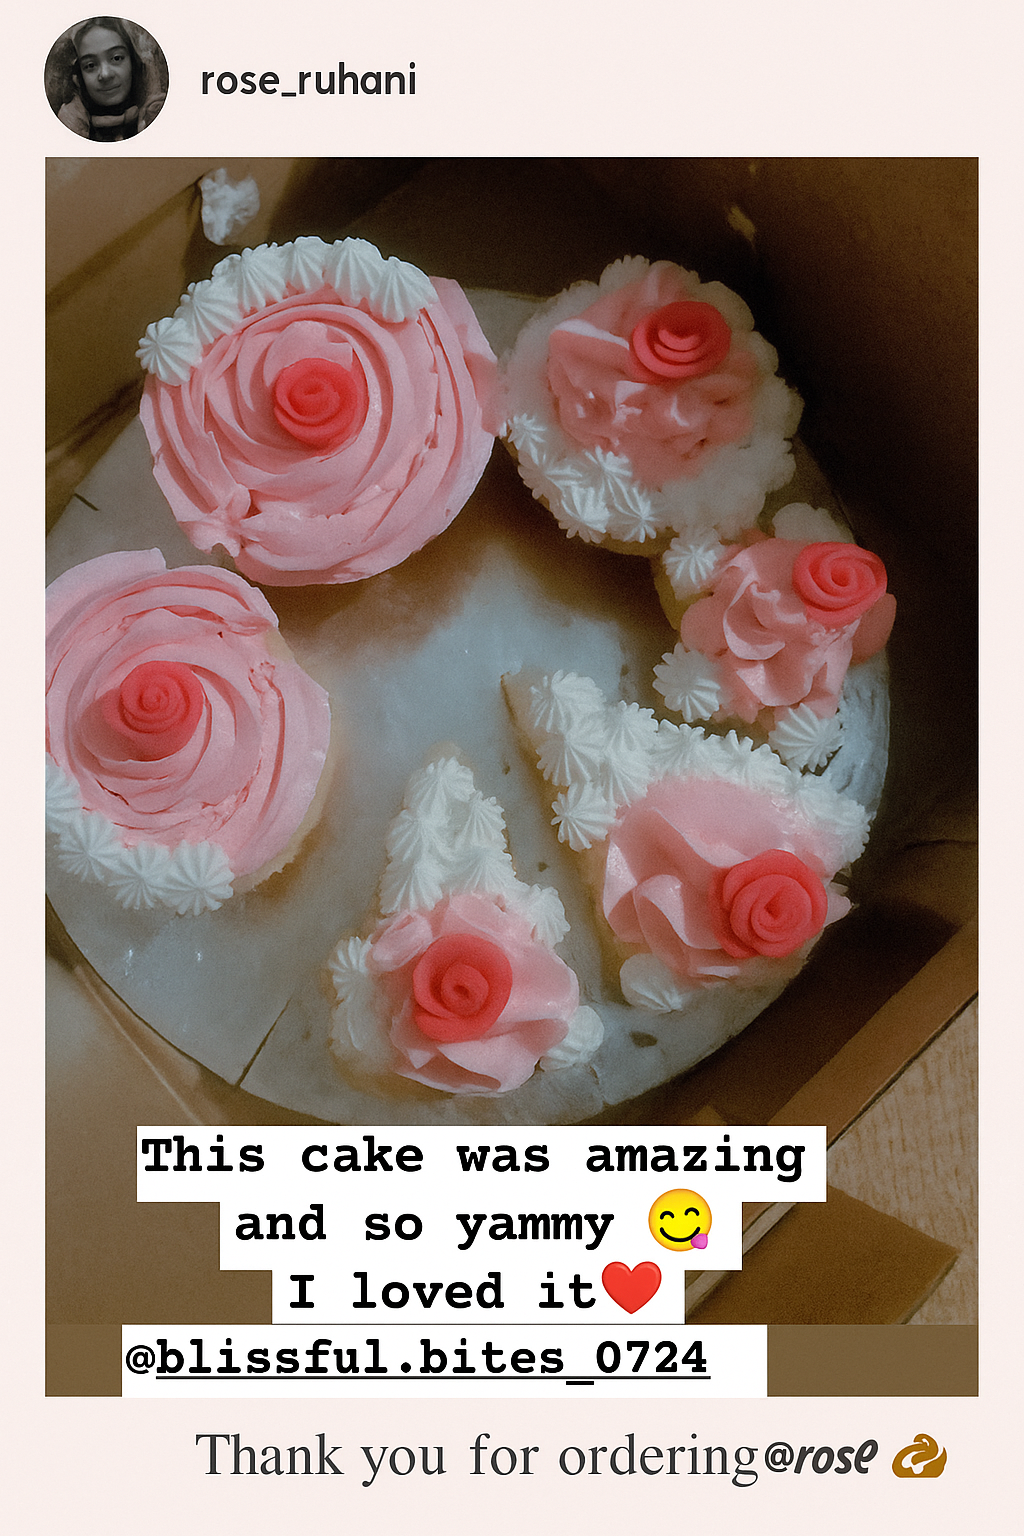 rose_ruhani
This cake was amazing
and so yammy 😋
I loved it❤️
@blissful.bites_0724
Thank you for ordering@rose